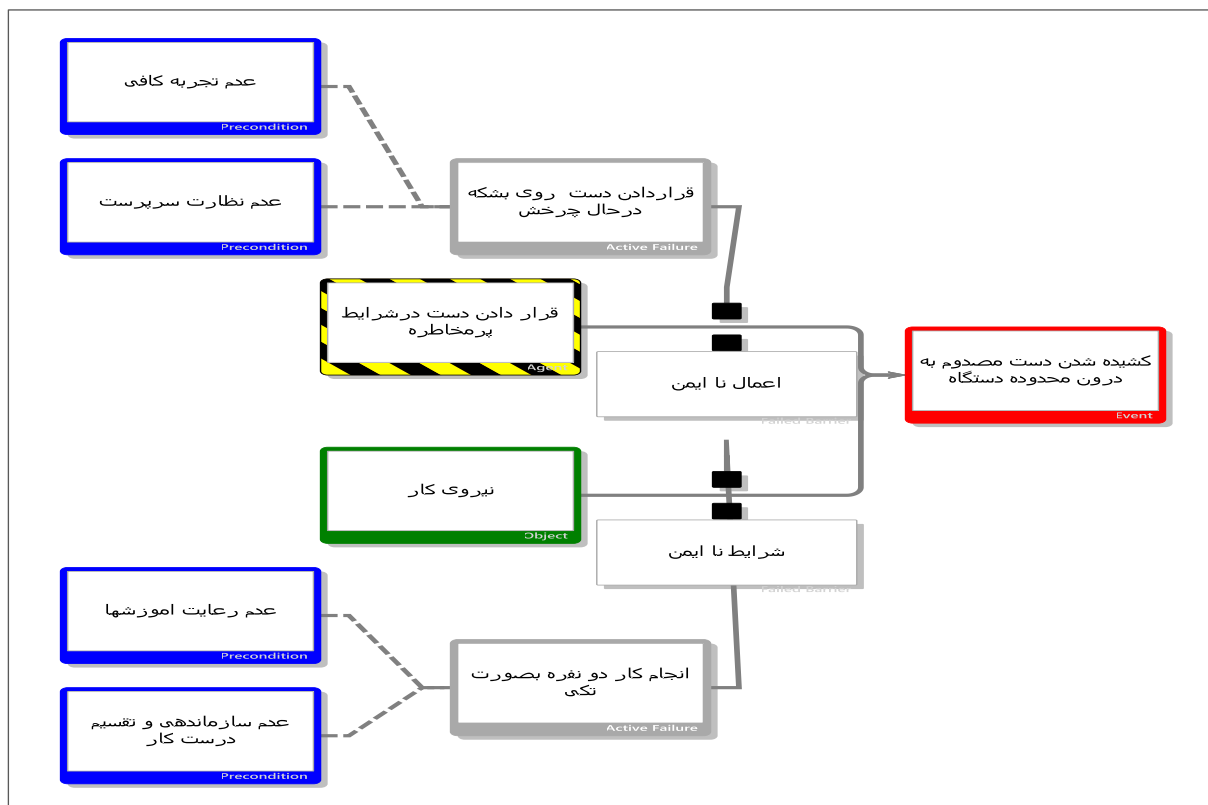 عدم تجربه کافی
Precondition
عدم نظارت سرپرست
Precondition
قراردادن دست روی بشکه
درحال چرخش
Active Failure
قرار دادن دست درشرایط
پرمخاطره
Agent
اعمال نا ایمن
Failed Barrier
کشیده شدن دست مصدوم به
درون محدوده دستگاه
Event
نیروی کار
Object
شرایط نا ایمن
Failed Barrier
عدم رعایت اموزشها
Precondition
انجام کار دو نفره بصورت
تکی
Active Failure
عدم سازماندهی و تقسیم
درست کار
Precondition